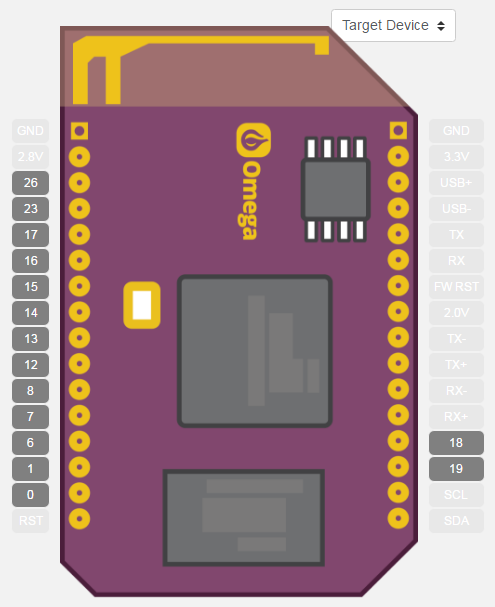 Target Device
GND
2.8V
26
23
17
16
15
14
13
12
8
7
6
1
0
RST
Omega
GND
3.3V
USB+
USB-
TX
RX
FW RST
2.0V
TX-
TX+
RX-
RX+
18
19
SCL
SDA